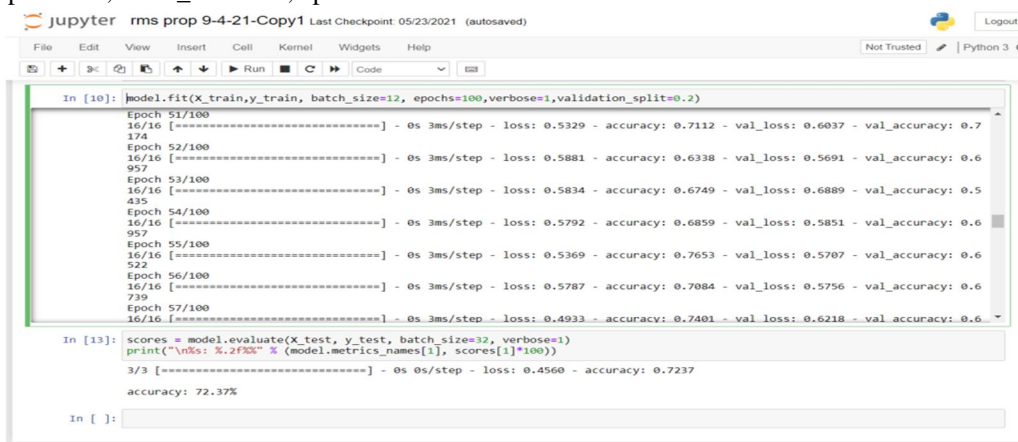 jupyter rms prop 9-4-21-Copy1 Last Checkpoint: 05/23/2021 (autosaved)
Logout
File Edit View Insert Cell Kernel Widgets Help
Not Trusted Python 3
Run Code
In [10]: model.fit(X_train,y_train, batch_size=12, epochs=100,verbose=1,validation_split=0.2)
Epoch 51/100
16/16 [==============================] - 0s 3ms/step - loss: 0.5329 - accuracy: 0.7112 - val_loss: 0.6037 - val_accuracy: 0.7
174
Epoch 52/100
16/16 [==============================] - 0s 3ms/step - loss: 0.5881 - accuracy: 0.6338 - val_loss: 0.5691 - val_accuracy: 0.6
957
Epoch 53/100
16/16 [==============================] - 0s 3ms/step - loss: 0.5834 - accuracy: 0.6749 - val_loss: 0.6889 - val_accuracy: 0.5
435
Epoch 54/100
16/16 [==============================] - 0s 3ms/step - loss: 0.5792 - accuracy: 0.6859 - val_loss: 0.5851 - val_accuracy: 0.6
957
Epoch 55/100
16/16 [==============================] - 0s 3ms/step - loss: 0.5369 - accuracy: 0.7653 - val_loss: 0.5707 - val_accuracy: 0.6
522
Epoch 56/100
16/16 [==============================] - 0s 3ms/step - loss: 0.5787 - accuracy: 0.7084 - val_loss: 0.5756 - val_accuracy: 0.6
739
Epoch 57/100
16/16 [==============================] - 0s 3ms/step - loss: 0.4933 - accuracy: 0.7401 - val_loss: 0.6218 - val_accuracy: 0.6
In [13]: scores = model.evaluate(X_test, y_test, batch_size=32, verbose=1)
print("\n%s: %.2f%%" % (model.metrics_names[1], scores[1]*100))
3/3 [==============================] - 0s 0s/step - loss: 0.4560 - accuracy: 0.7237
accuracy: 72.37%
In [ ]: